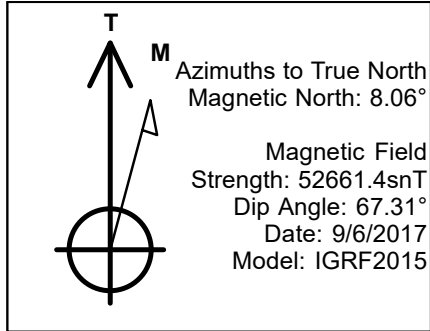 T
M
Azimuths to True North
Magnetic North: 8.06°
Magnetic Field
Strength: 52661.4snT
Dip Angle: 67.31°
Date: 9/6/2017
Model: IGRF2015